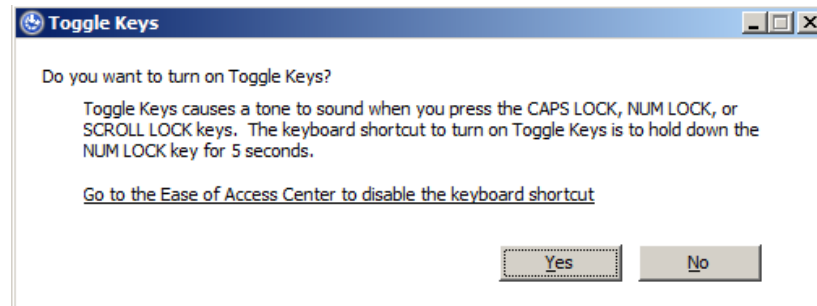 Toggle Keys
Do you want to turn on Toggle Keys?
Toggle Keys causes a tone to sound when you press the CAPS LOCK, NUM LOCK, or
SCROLL LOCK keys.  The keyboard shortcut to turn on Toggle Keys is to hold down the
NUM LOCK key for 5 seconds.
Go to the Ease of Access Center to disable the keyboard shortcut
Yes No